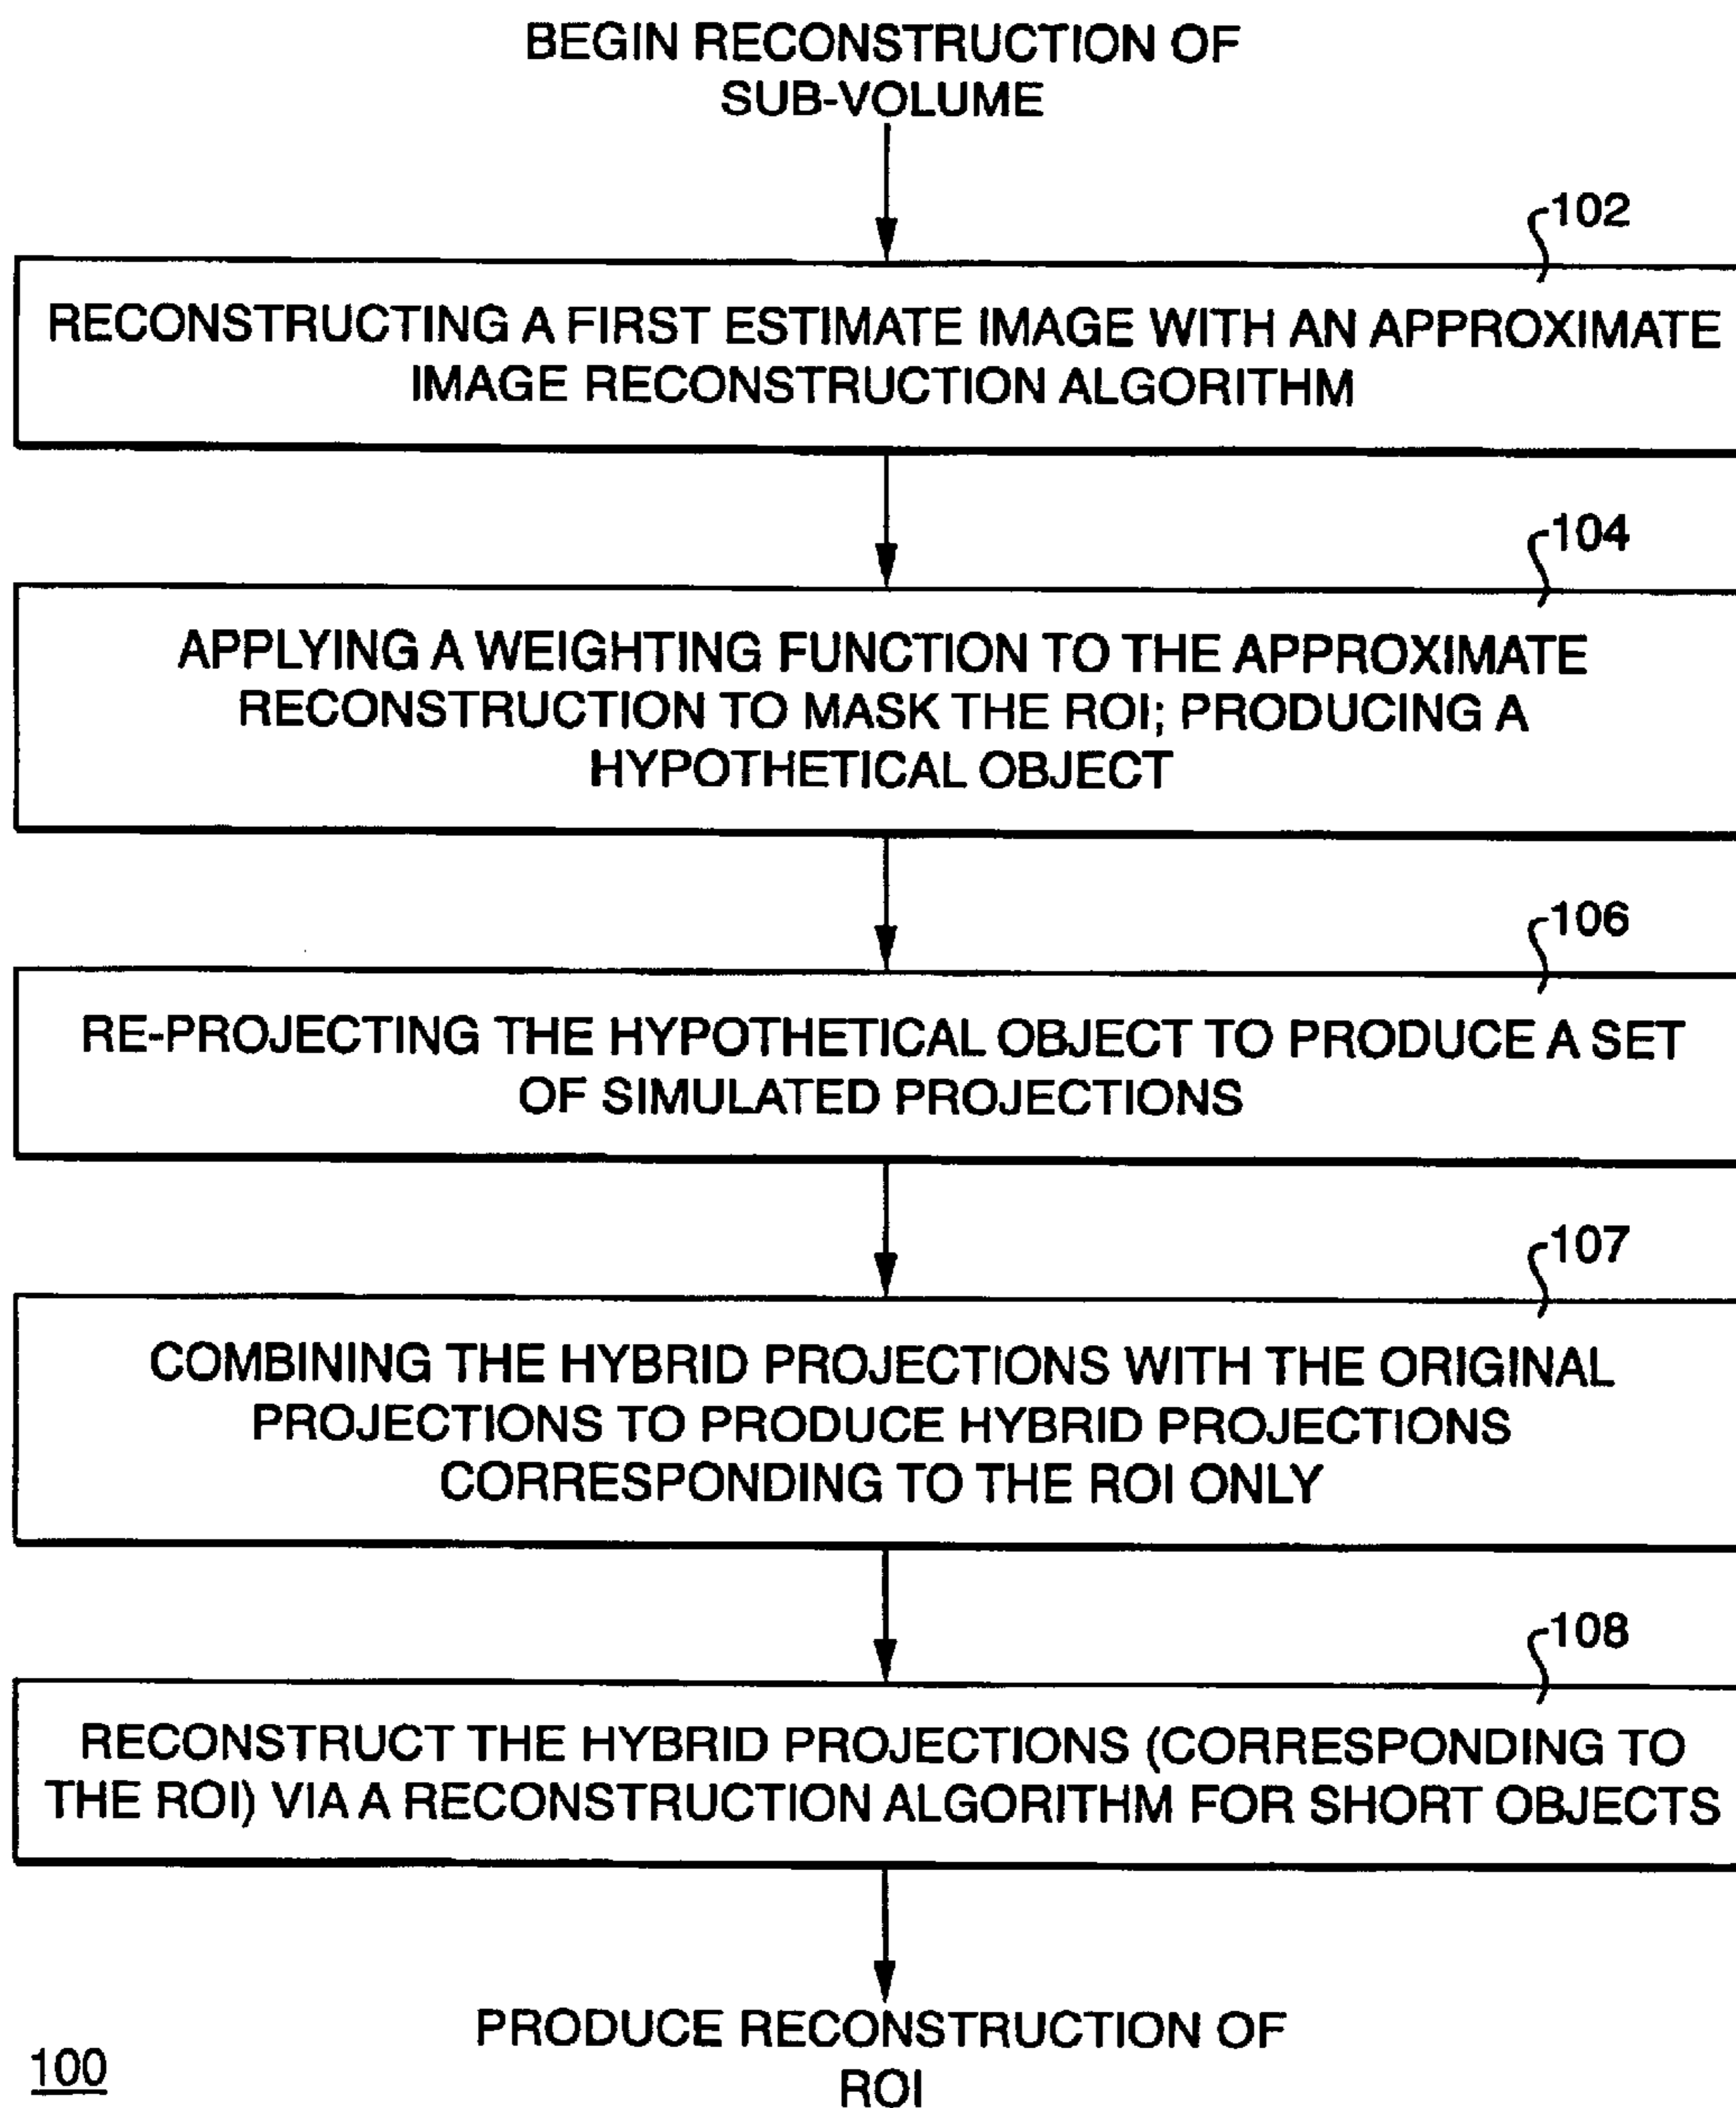 BEGIN RECONSTRUCTION OF
SUB-VOLUME
102
RECONSTRUCTING A FIRST ESTIMATE IMAGE WITH AN APPROXIMATE
IMAGE RECONSTRUCTION ALGORITHM
104
APPLYING A WEIGHTING FUNCTION TO THE APPROXIMATE
RECONSTRUCTION TO MASK THE ROI; PRODUCING A
HYPOTHETICAL OBJECT
106
RE-PROJECTING THE HYPOTHETICAL OBJECT TO PRODUCE A SET
OF SIMULATED PROJECTIONS
107
COMBINING THE HYBRID PROJECTIONS WITH THE ORIGINAL
PROJECTIONS TO PRODUCE HYBRID PROJECTIONS
CORRESPONDING TO THE ROI ONLY
108
RECONSTRUCT THE HYBRID PROJECTIONS (CORRESPONDING TO
THE ROI) VIA A RECONSTRUCTION ALGORITHM FOR SHORT OBJECTS
PRODUCE RECONSTRUCTION OF
ROI
100